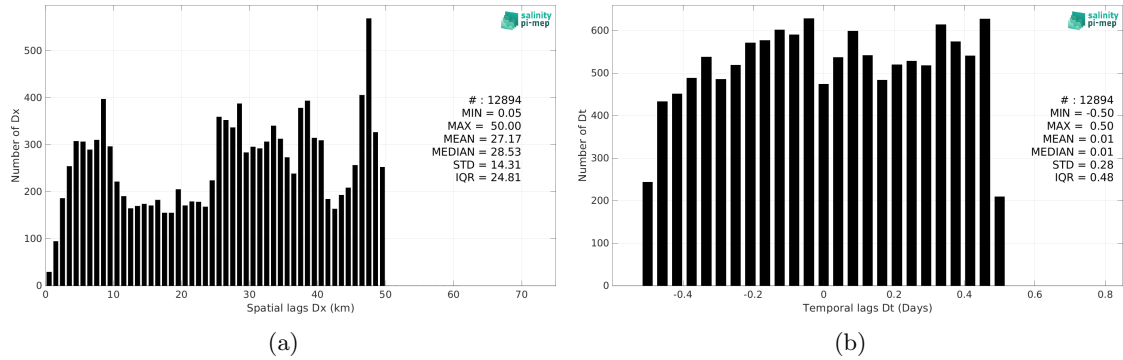 salinity
pi-mep
500
400
300
200
100
0
Number of Dx
# : 12894
MIN = 0.05
MAX = 50.00
MEAN = 27.17
MEDIAN = 28.53
STD = 14.31
IQR = 24.81
0 10 20 30 40 50 60 70
Spatial lags Dx (km)
(a)
salinity
pi-mep
600
500
400
300
200
100
0
Number of Dt
# : 12894
MIN = -0.50
MAX = 0.50
MEAN = 0.01
MEDIAN = 0.01
STD = 0.28
IQR = 0.48
-0.4 -0.2 0 0.2 0.4 0.6 0.8
Temporal lags Dt (Days)
(b)